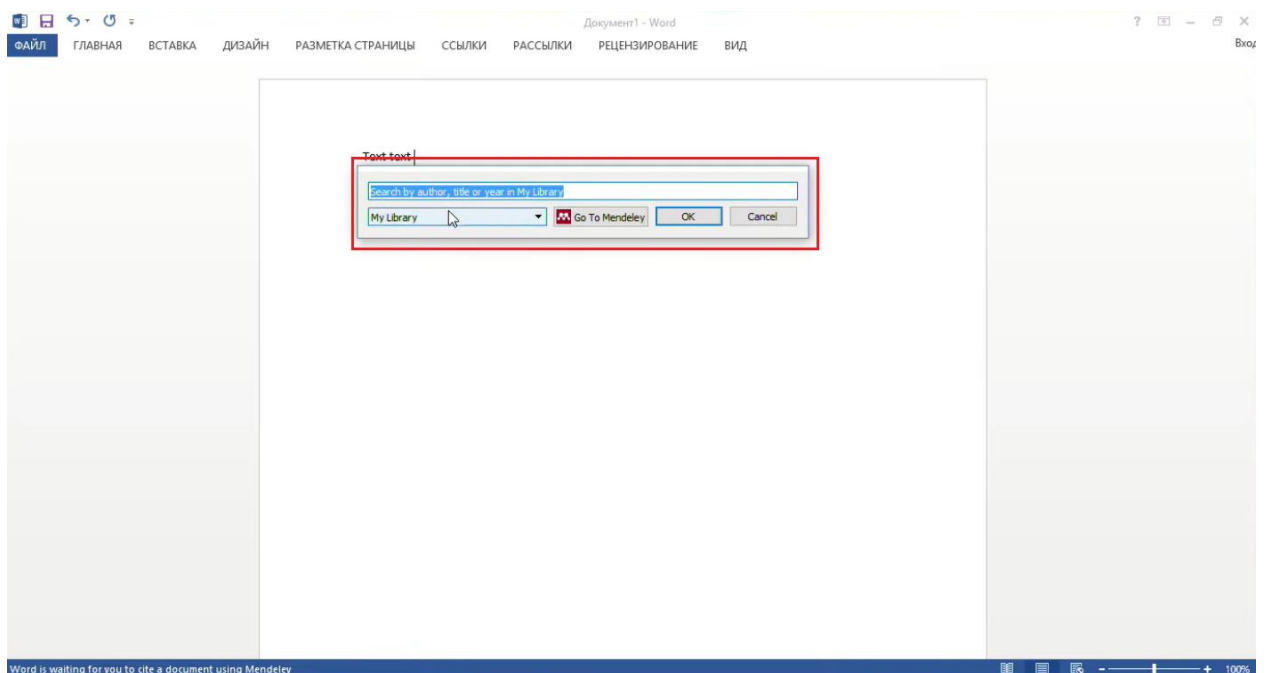 Документ1 - Word
?
ФАЙЛ ГЛАВНАЯ ВСТАВКА ДИЗАЙН РАЗМЕТКА СТРАНИЦЫ ССЫЛКИ РАССЫЛКИ РЕЦЕНЗИРОВАНИЕ ВИД
Вход
Text text
Search by author, title or year in My Library
My Library Go To Mendeley OK Cancel
Word is waiting for you to cite a document using Mendeley
- + 100%